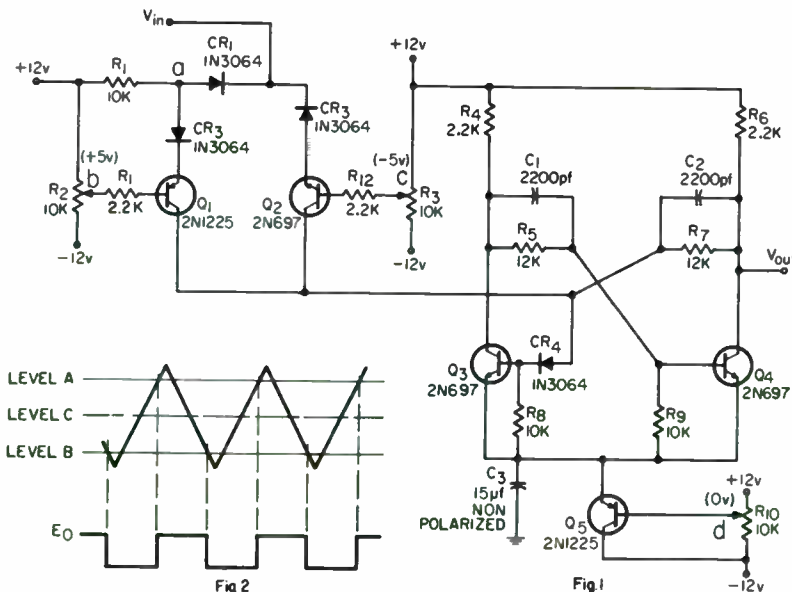 Vin
+12v
R1
10K
a
CR1
1N3064
CR3
1N3064
CR3
1N3064
(+5v)
b
R2
10K
R1
2.2K
Q1
2N1225
-12v
Q2
2N697
R12
2.2K
(-5v)
C
R3
10K
-12v
+12v
R4
2.2K
R6
2.2K
C1
2200pf
C2
2200pf
R5
12K
R7
12K
Vou
Q3
2N697
CR4
1N3064
Q4
2N697
R8
10K
R9
10K
C3
15µf
NON
POLARIZED
Q5
2N1225
+12v
(0v)
d
R10
10K
-12v
LEVEL A
LEVEL C
LEVEL B
EO
Fig 2
Fig.1